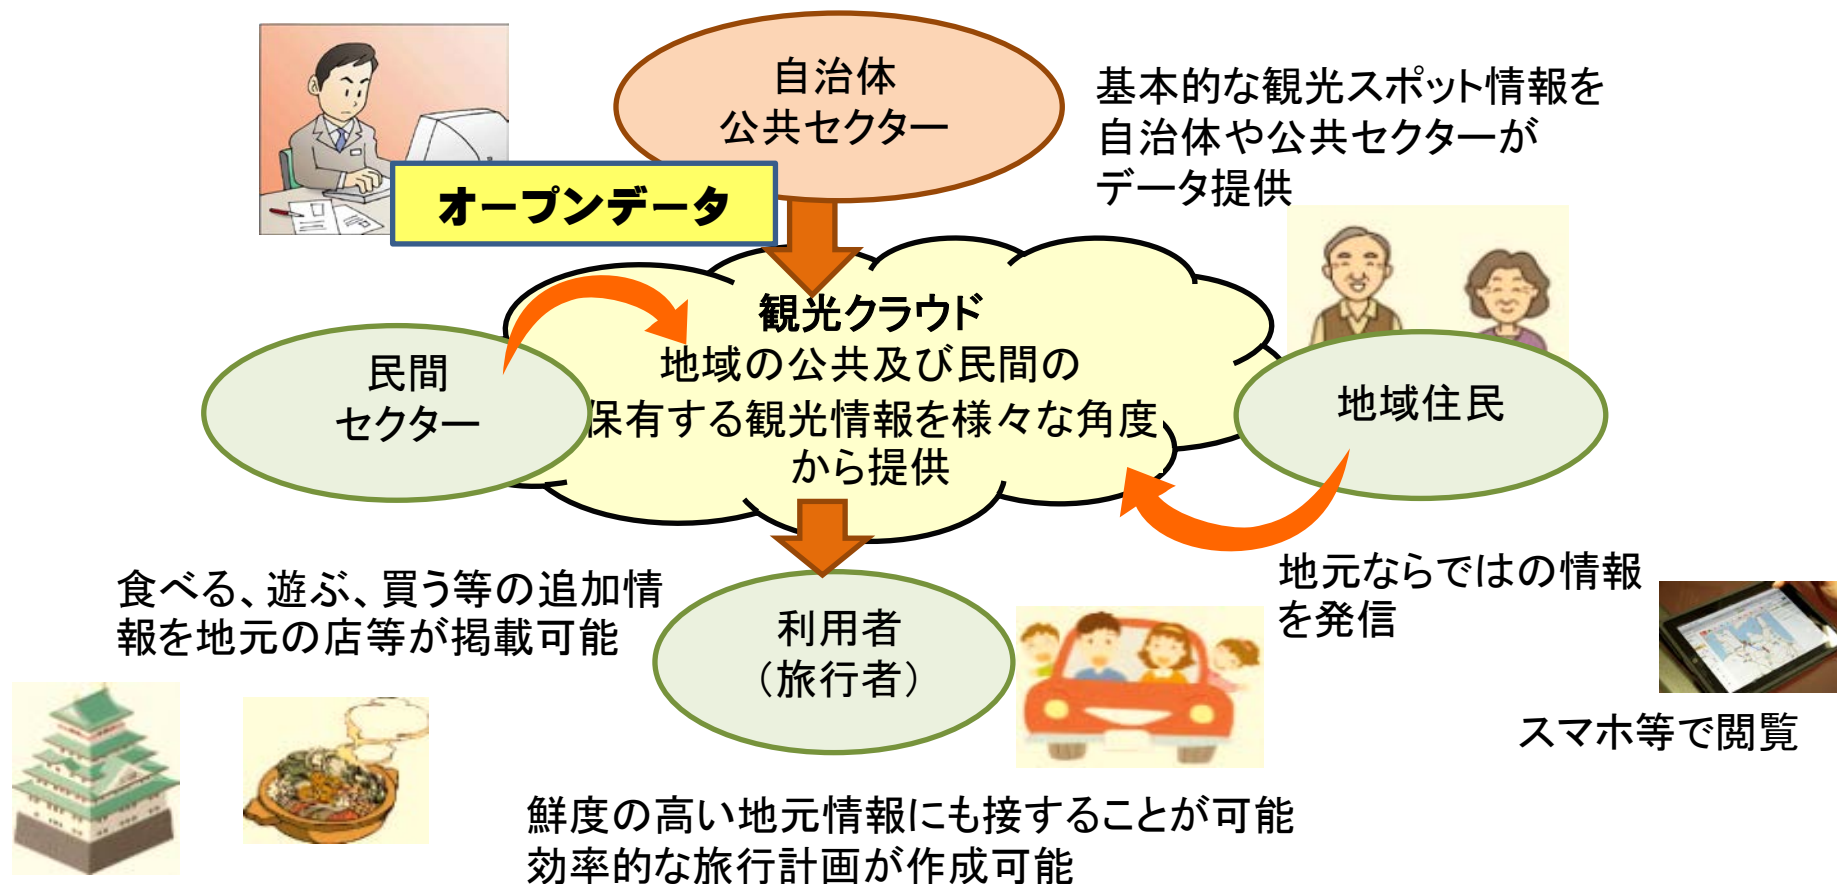 自治体
公共セクター
基本的な観光スポット情報を
自治体や公共セクターが
データ提供
オープンデータ
観光クラウド
地域の公共及び民間の
保有する観光情報を様々な角度
から提供
民間
セクター
地域住民
食べる、遊ぶ、買う等の追加情
報を地元の店等が掲載可能
利用者
（旅行者）
地元ならではの情報
を発信
スマホ等で閲覧
鮮度の高い地元情報にも接することが可能
効率的な旅行計画が作成可能